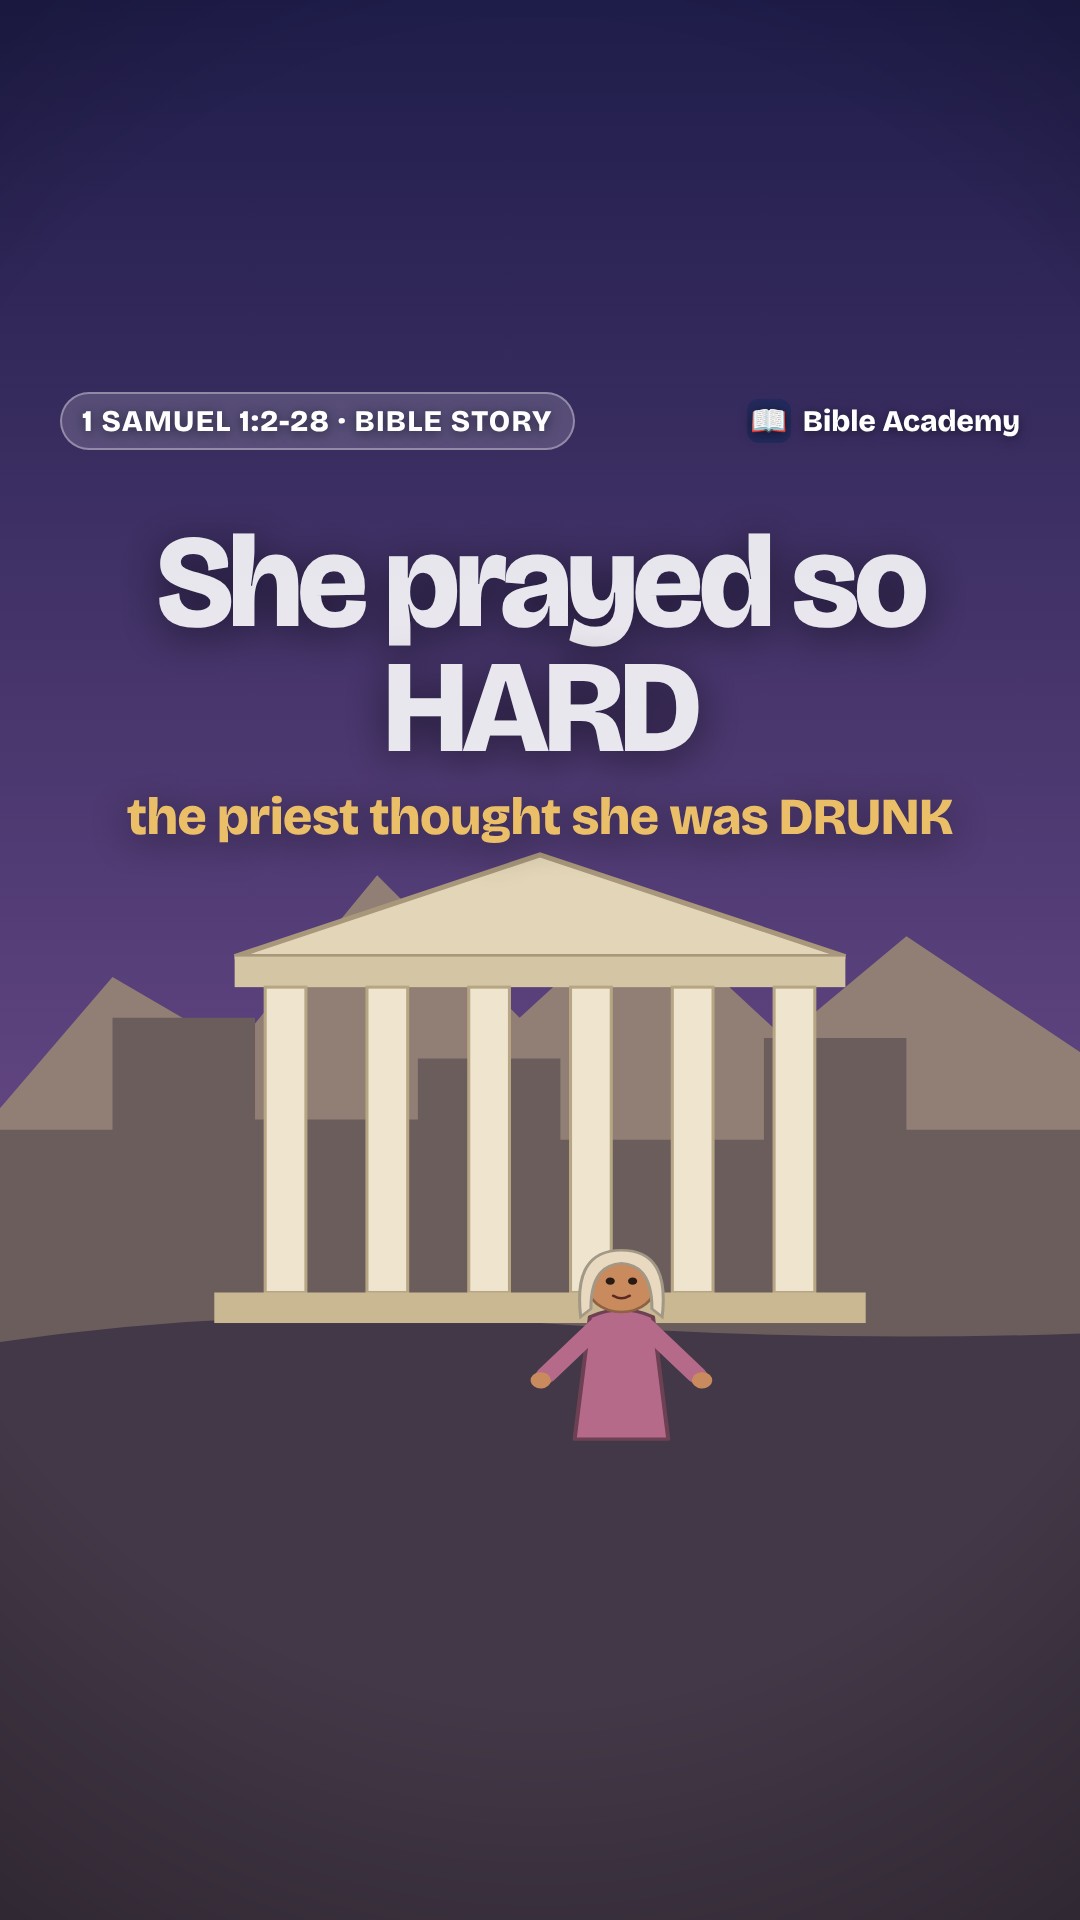 1 SAMUEL 1:2-28 · BIBLE STORY
Bible Academy
She prayed so
HARD
the priest thought she was DRUNK